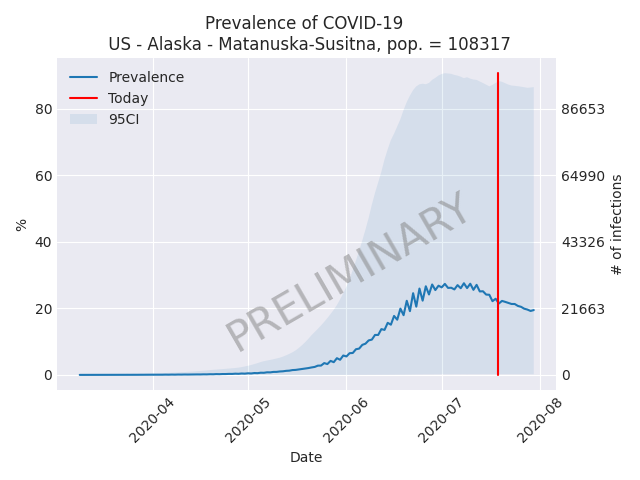 Prevalence of COVID-19
US - Alaska - Matanuska-Susitna, pop. = 108317
Prevalence
Today
95CI
%
80
60
40
20
0
86653
64990
43326
21663
0
# of infections
PRELIMINARY
2020-04
2020-05
2020-06
2020-07
2020-08
Date